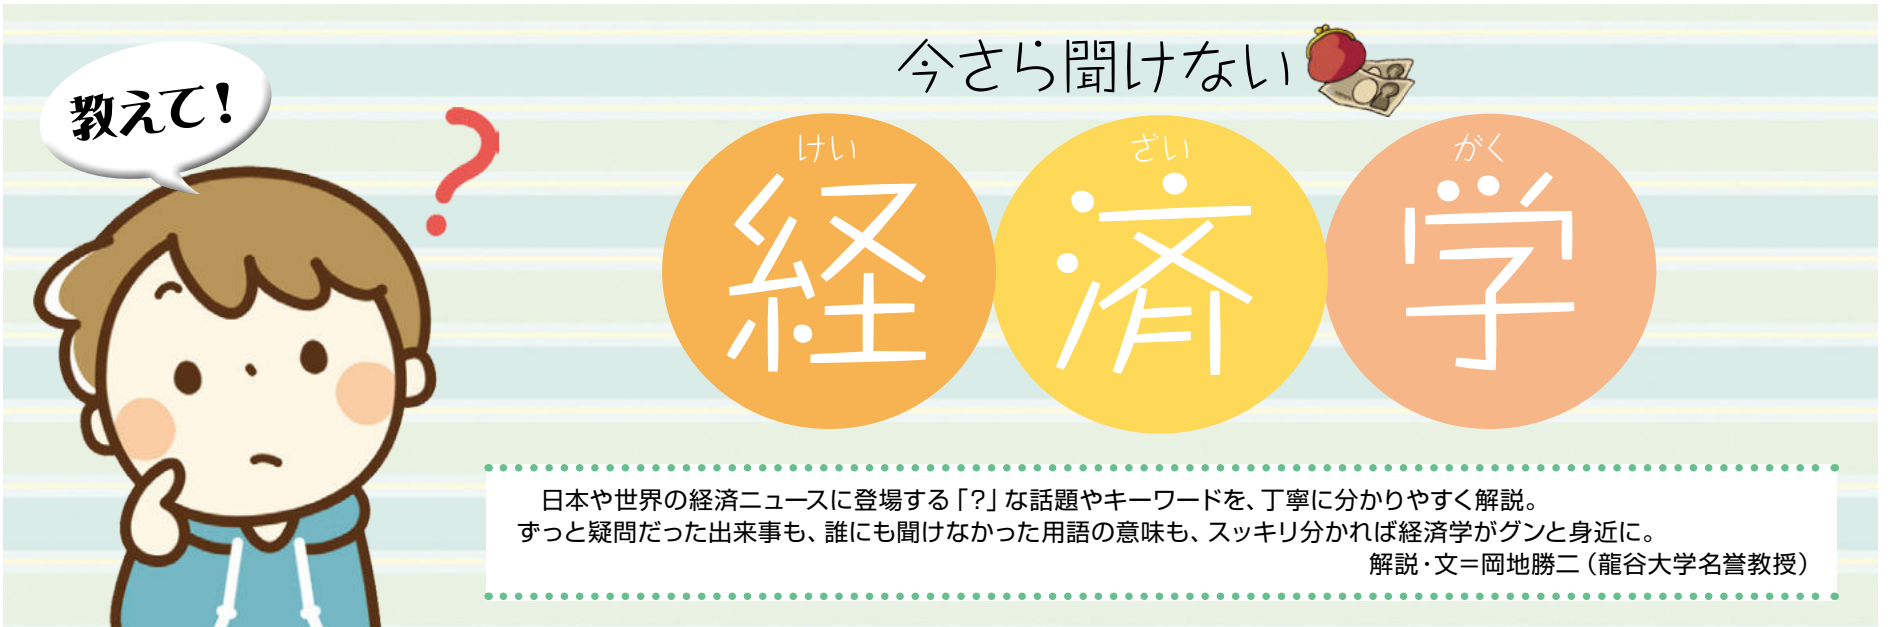 教えて!
今さら聞けない
けい ざい がく
経済学
日本や世界の経済ニュースに登場する「?」な話題やキーワードを、丁寧に分かりやすく解説。
ずっと疑問だった出来事も、誰にも聞けなかった用語の意味も、スッキリ分かれば経済学がグンと身近に。
解説・文=岡地勝二(龍谷大学名誉教授)